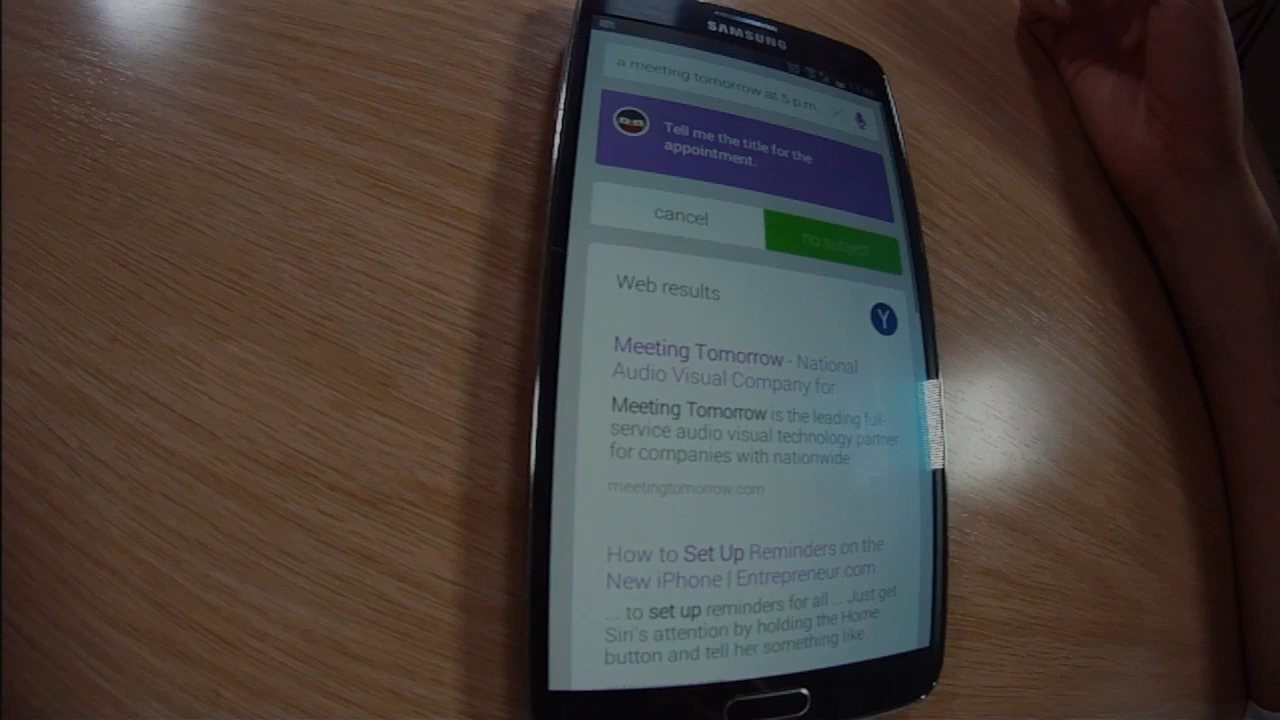 SAMSUNG
a meeting tomorrow at 5 p.m.
Tell me the title for the
appointment.
cancel
no subject
Web results
Y
Meeting Tomorrow - National
Audio Visual Company for
Meeting Tomorrow is the leading full-
service audio visual technology partner
for companies with nationwide
meetingtomorrow.com
How to Set Up Reminders on the
New iPhone | Entrepreneur.com
... to set up reminders for all ... Just get
Siri's attention by holding the Home
button and tell her something like